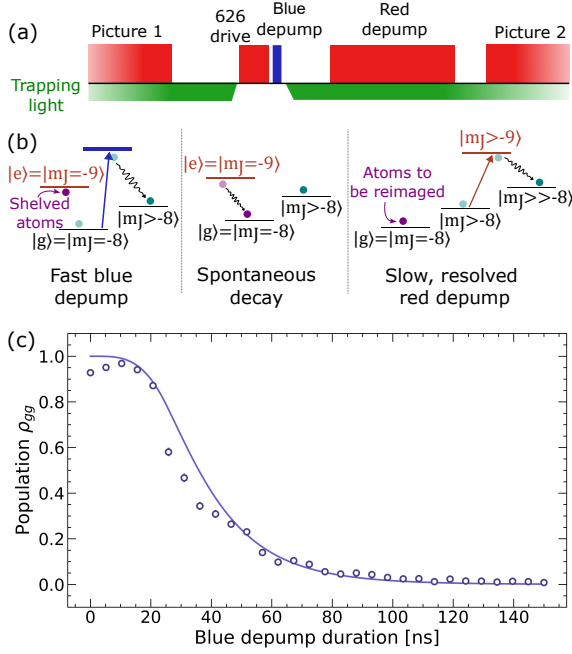 (a)
Picture 1
626
drive
Blue
depump
Red
depump
Picture 2
Trapping
light
(b)
|e⟩=|mJ=-9⟩
Shelved
atoms
|g⟩=|mJ=-8⟩
|mJ>-8⟩
Fast blue
depump
|e⟩=|mJ=-9⟩
|g⟩=|mJ=-8⟩
|mJ>-8⟩
Spontaneous
decay
|mJ>-9⟩
Atoms to
be reimaged
|g⟩=|mJ=-8⟩
|mJ>-8⟩
|mJ>>-8⟩
Slow, resolved
red depump
(c)
Population ρgg
1.0
0.8
0.6
0.4
0.2
0.0
0 20 40 60 80 100 120 140
Blue depump duration [ns]